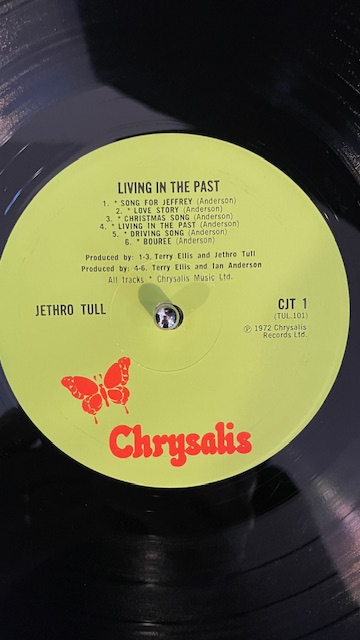 LIVING IN THE PAST
1. * SONG FOR JEFFREY (Anderson)
2. * LOVE STORY (Anderson)
3. * CHRISTMAS SONG (Anderson)
4. * LIVING IN THE PAST (Anderson)
5. * DRIVING SONG (Anderson)
6. * BOUREE (Anderson)
Produced by: 1-3. Terry Ellis and Jethro Tull
Produced by: 4-6. Terry Ellis and Ian Anderson
All tracks * Chrysalis Music Ltd.
JETHRO TULL
CJT 1
(TUL.101)
℗ 1972 Chrysalis
Records Ltd.
Chrysalis